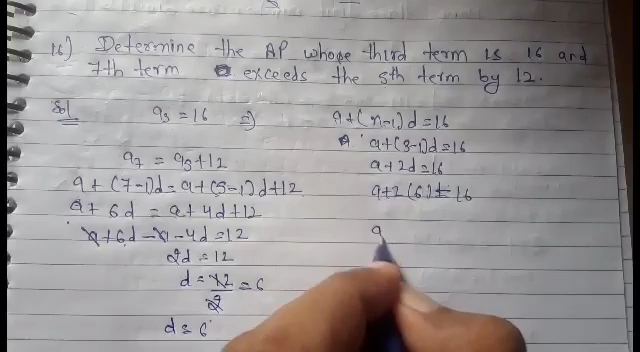 16) Determine the AP whose third term is 16 and
7th term exceeds the 5th term by 12.
Sol
a₃ = 16 ⇒
a₇ = a₅ + 12
a + (7-1)d = a + (5-1)d + 12
a + 6d = a + 4d + 12
a + 6d - a - 4d = 12
2d = 12
d = 12/2 = 6
d = 6
a + (n-1)d = 16
a + (3-1)d = 16
a + 2d = 16
a + 2(6) = 16
a